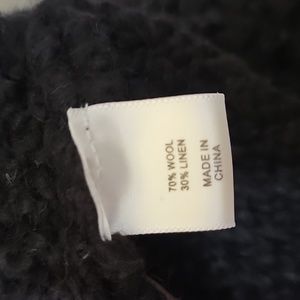 70% WOOL
30% LINEN
MADE IN
CHINA